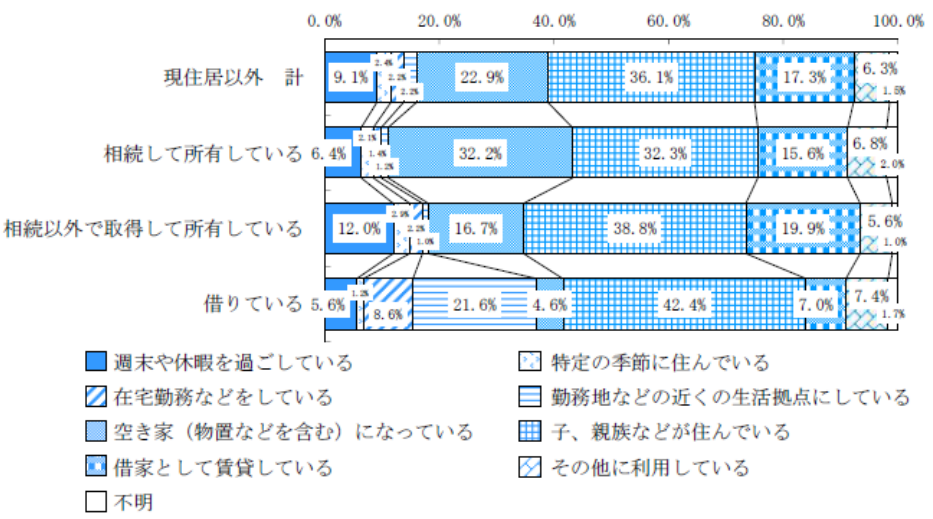 0.0% 20.0% 40.0% 60.0% 80.0% 100.0%
現住居以外 計 9.1% 2.4% 2.2% 2.2% 22.9% 36.1% 17.3% 6.3% 1.5%
相続して所有している 6.4% 2.1% 1.4% 1.2% 32.2% 32.3% 15.6% 6.8% 2.0%
相続以外で取得して所有している 12.0% 2.9% 2.2% 1.0% 16.7% 38.8% 19.9% 5.6% 1.0%
借りている 5.6% 1.2% 8.6% 21.6% 4.6% 42.4% 7.0% 7.4% 1.7%
週末や休暇を過ごしている 特定の季節に住んでいる
在宅勤務などをしている 勤務地などの近くの生活拠点にしている
空き家（物置などを含む）になっている 子、親族などが住んでいる
借家として賃貸している その他に利用している
不明